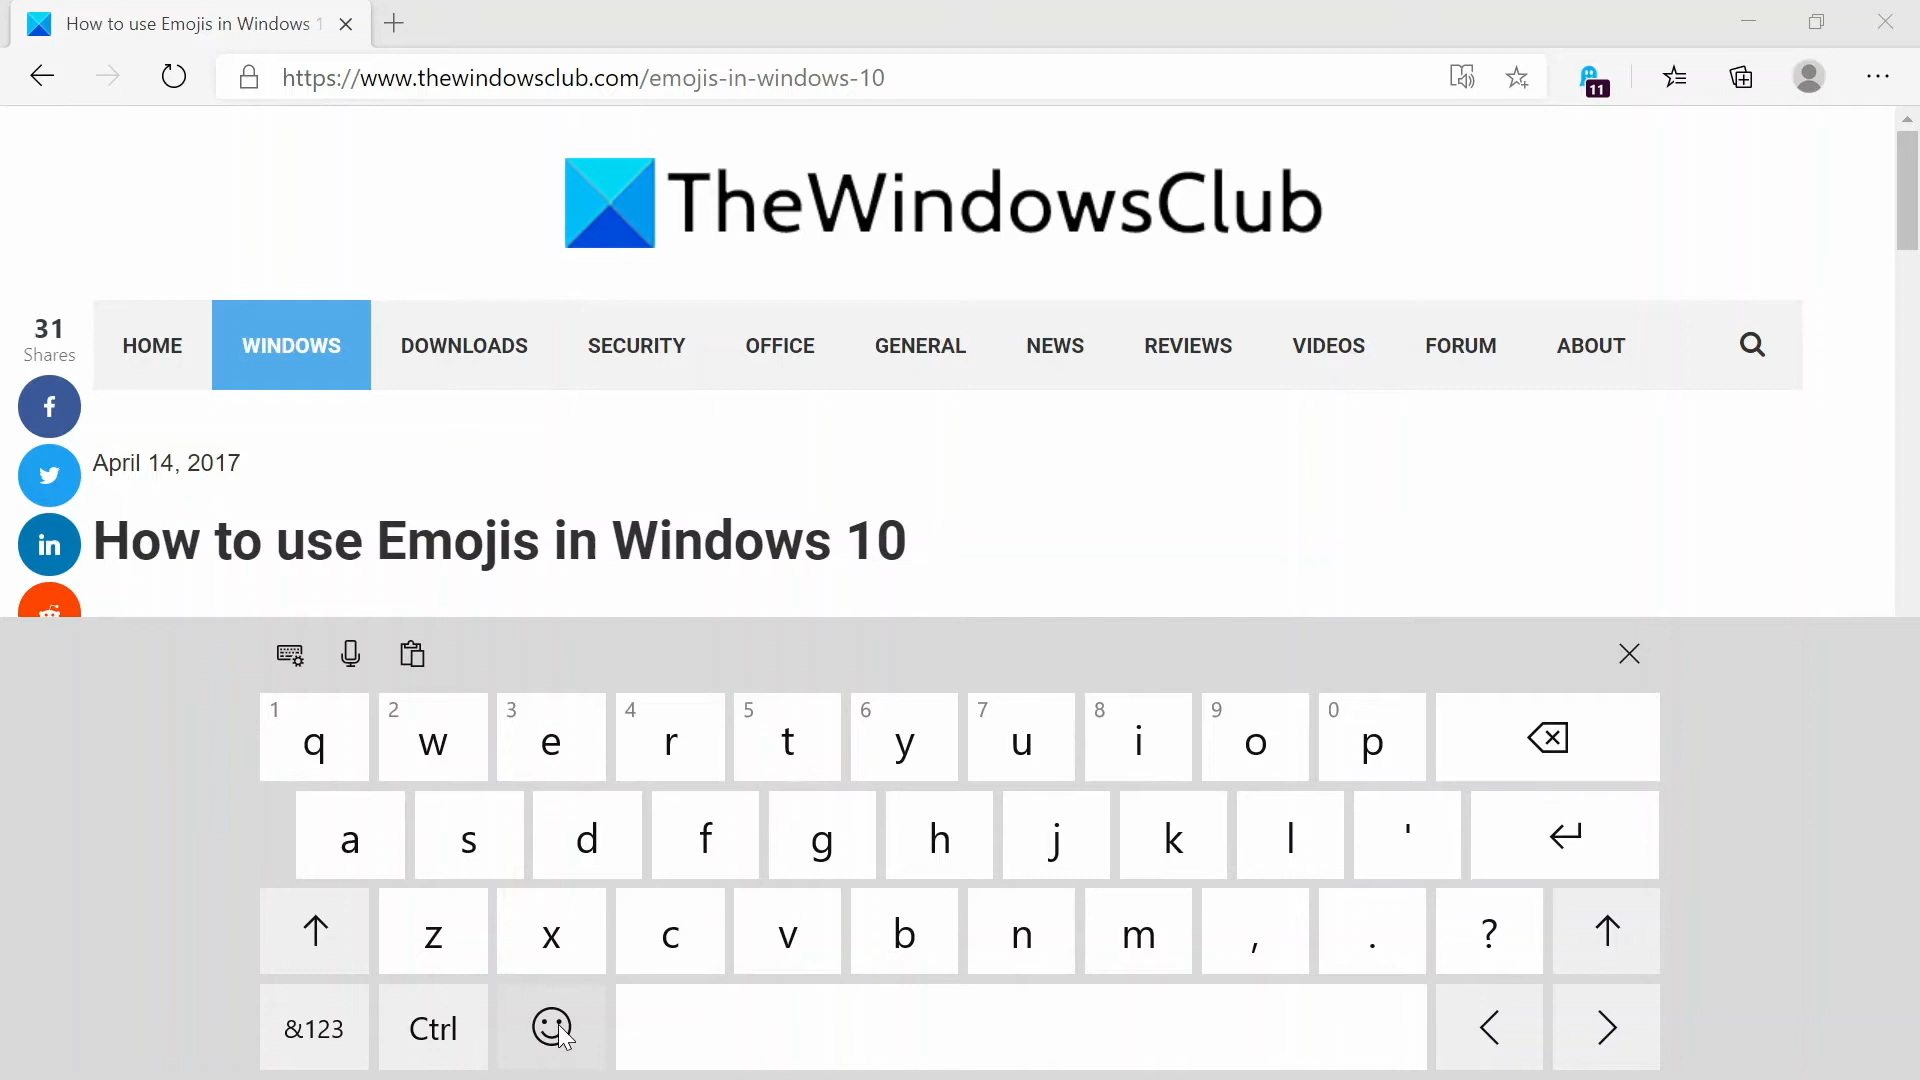 How to use Emojis in Windows 1
https://www.thewindowsclub.com/emojis-in-windows-10
11
TheWindowsClub
31
Shares
HOME WINDOWS DOWNLOADS SECURITY OFFICE GENERAL NEWS REVIEWS VIDEOS FORUM ABOUT
f
April 14, 2017
in
How to use Emojis in Windows 10
1 2 3 4 5 6 7 8 9 0
q w e r t y u i o p
a s d f g h j k l '
z x c v b n m , . ?
&123 Ctrl